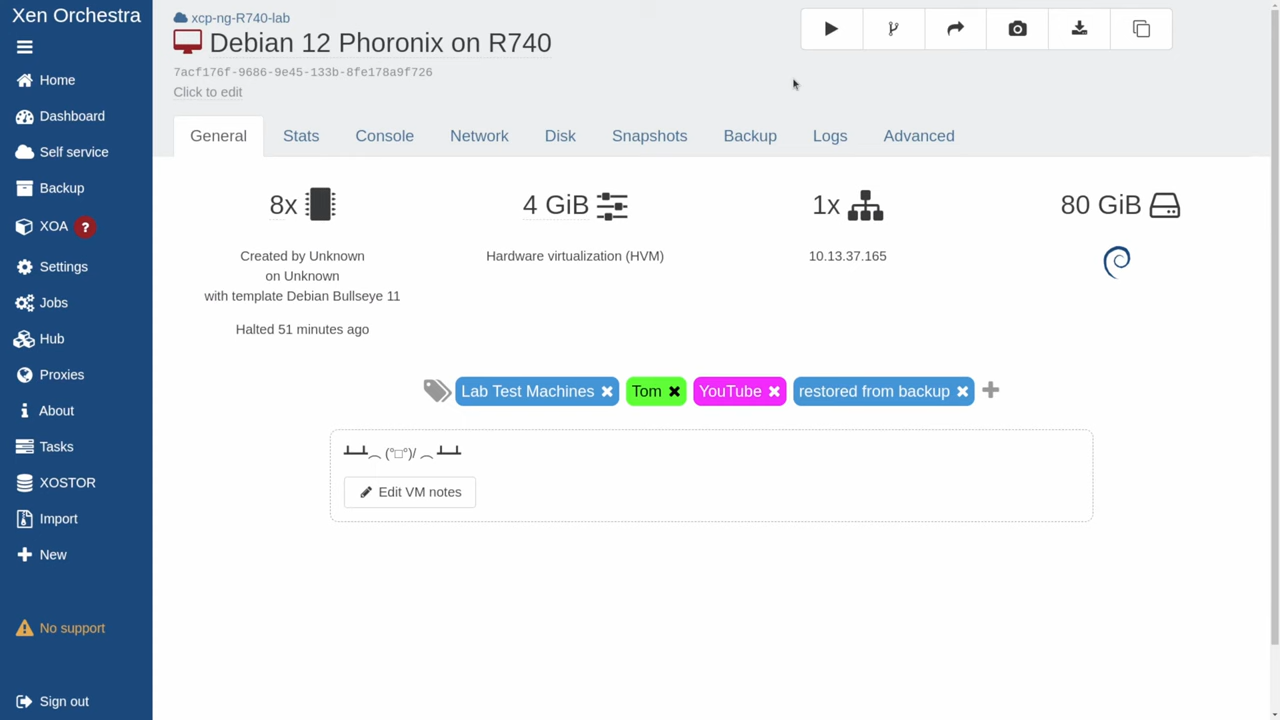 Xen Orchestra
xcp-ng-R740-lab
Debian 12 Phoronix on R740
7acf176f-9686-9e45-133b-8fe178a9f726
Click to edit
Home
Dashboard
Self service
Backup
XOA ?
Settings
Jobs
Hub
Proxies
About
Tasks
XOSTOR
Import
New
No support
Sign out
General Stats Console Network Disk Snapshots Backup Logs Advanced
8x
Created by Unknown
on Unknown
with template Debian Bullseye 11
Halted 51 minutes ago
4 GiB
Hardware virtualization (HVM)
1x
10.13.37.165
80 GiB
Lab Test Machines Tom YouTube restored from backup
┻━┻︵ (°□°)/ ︵ ┻━┻
Edit VM notes